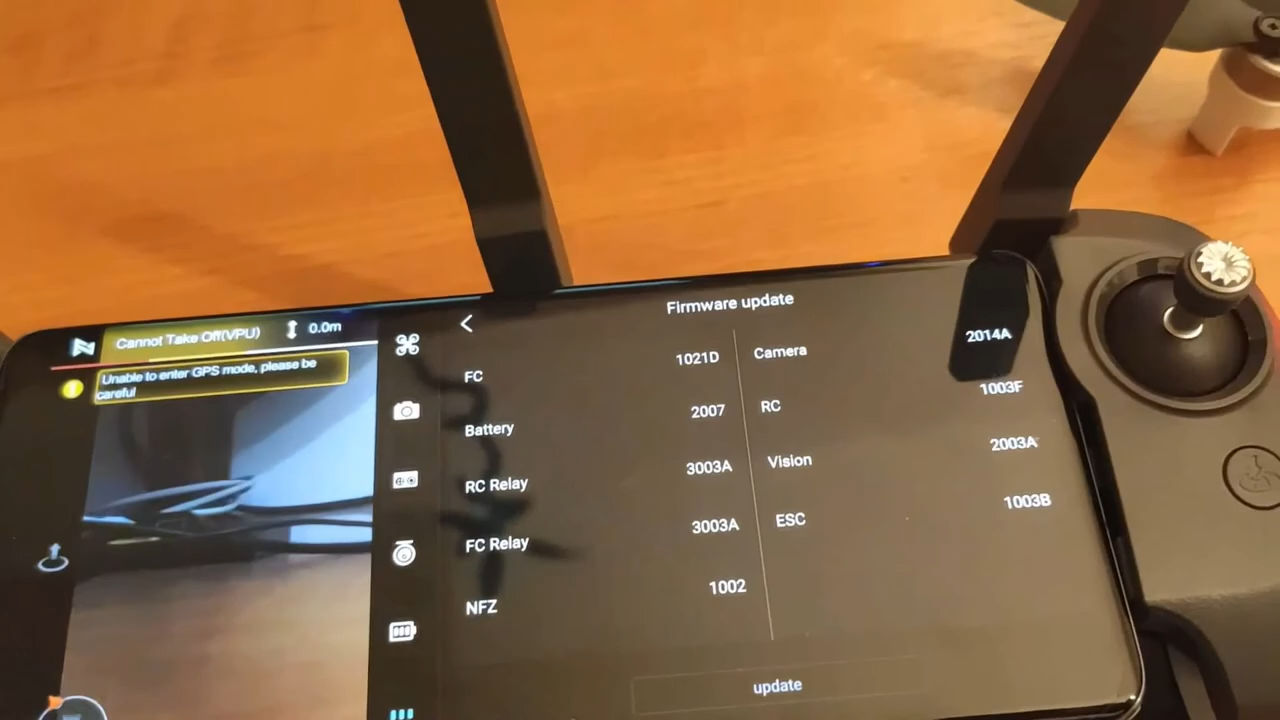 Cannot Take Off(VPU)
0.0m
Unable to enter GPS mode, please be
careful
Firmware update
FC 1021D
Battery 2007
RC Relay 3003A
FC Relay 3003A
NFZ 1002
Camera 2014A
RC 1003F
Vision 2003A
ESC 1003B
update